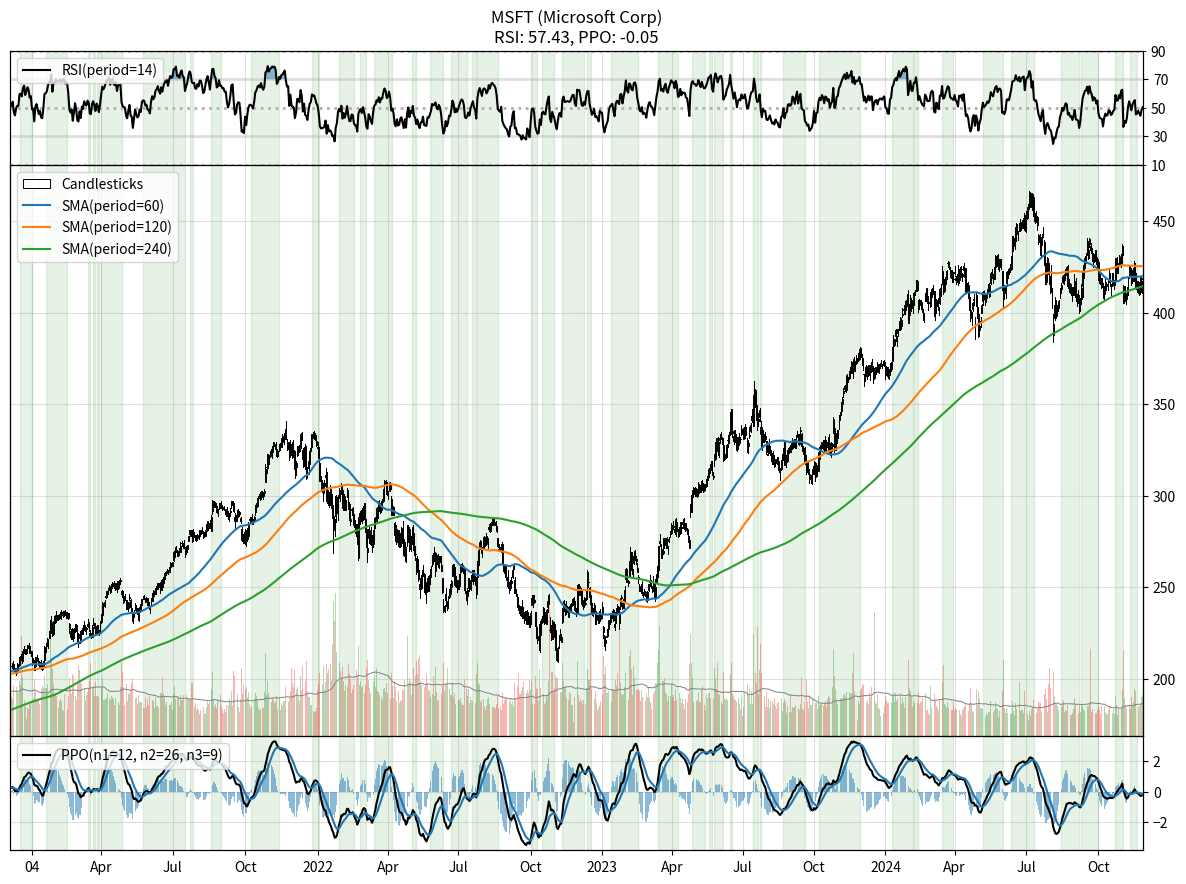 MSFT (Microsoft Corp)
RSI: 57.43, PPO: -0.05
RSI(period=14)
90
70
50
30
10
Candlesticks
SMA(period=60)
SMA(period=120)
SMA(period=240)
450
400
350
300
250
200
PPO(n1=12, n2=26, n3=9)
2
0
−2
04 Apr Jul Oct 2022 Apr Jul Oct 2023 Apr Jul Oct 2024 Apr Jul Oct